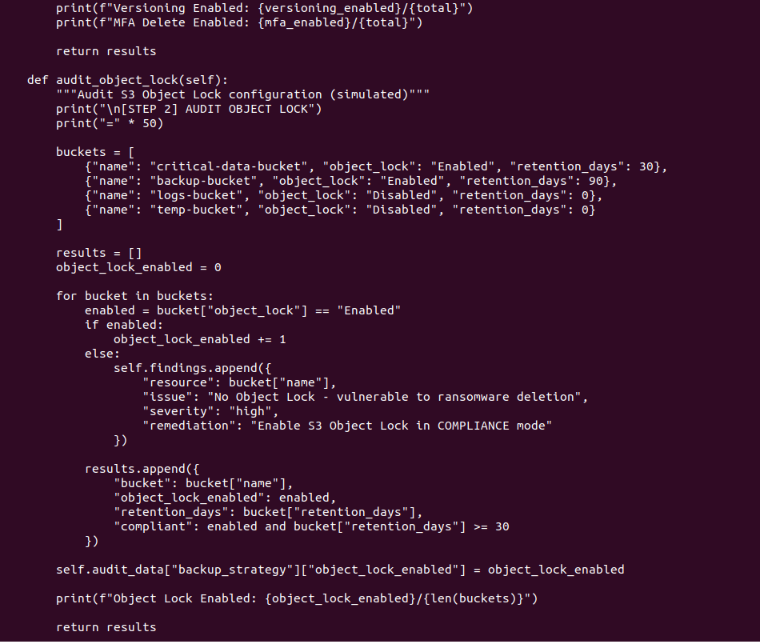 print(f"Versioning Enabled: {versioning_enabled}/{total}")
print(f"MFA Delete Enabled: {mfa_enabled}/{total}")
return results
def audit_object_lock(self):
"""Audit S3 Object Lock configuration (simulated)"""
print("\n[STEP 2] AUDIT OBJECT LOCK")
print("=" * 50)
buckets = [
{"name": "critical-data-bucket", "object_lock": "Enabled", "retention_days": 30},
{"name": "backup-bucket", "object_lock": "Enabled", "retention_days": 90},
{"name": "logs-bucket", "object_lock": "Disabled", "retention_days": 0},
{"name": "temp-bucket", "object_lock": "Disabled", "retention_days": 0}
]
results = []
object_lock_enabled = 0
for bucket in buckets:
enabled = bucket["object_lock"] == "Enabled"
if enabled:
object_lock_enabled += 1
else:
self.findings.append({
"resource": bucket["name"],
"issue": "No Object Lock - vulnerable to ransomware deletion",
"severity": "high",
"remediation": "Enable S3 Object Lock in COMPLIANCE mode"
})
results.append({
"bucket": bucket["name"],
"object_lock_enabled": enabled,
"retention_days": bucket["retention_days"],
"compliant": enabled and bucket["retention_days"] >= 30
})
self.audit_data["backup_strategy"]["object_lock_enabled"] = object_lock_enabled
print(f"Object Lock Enabled: {object_lock_enabled}/{len(buckets)}")
return results